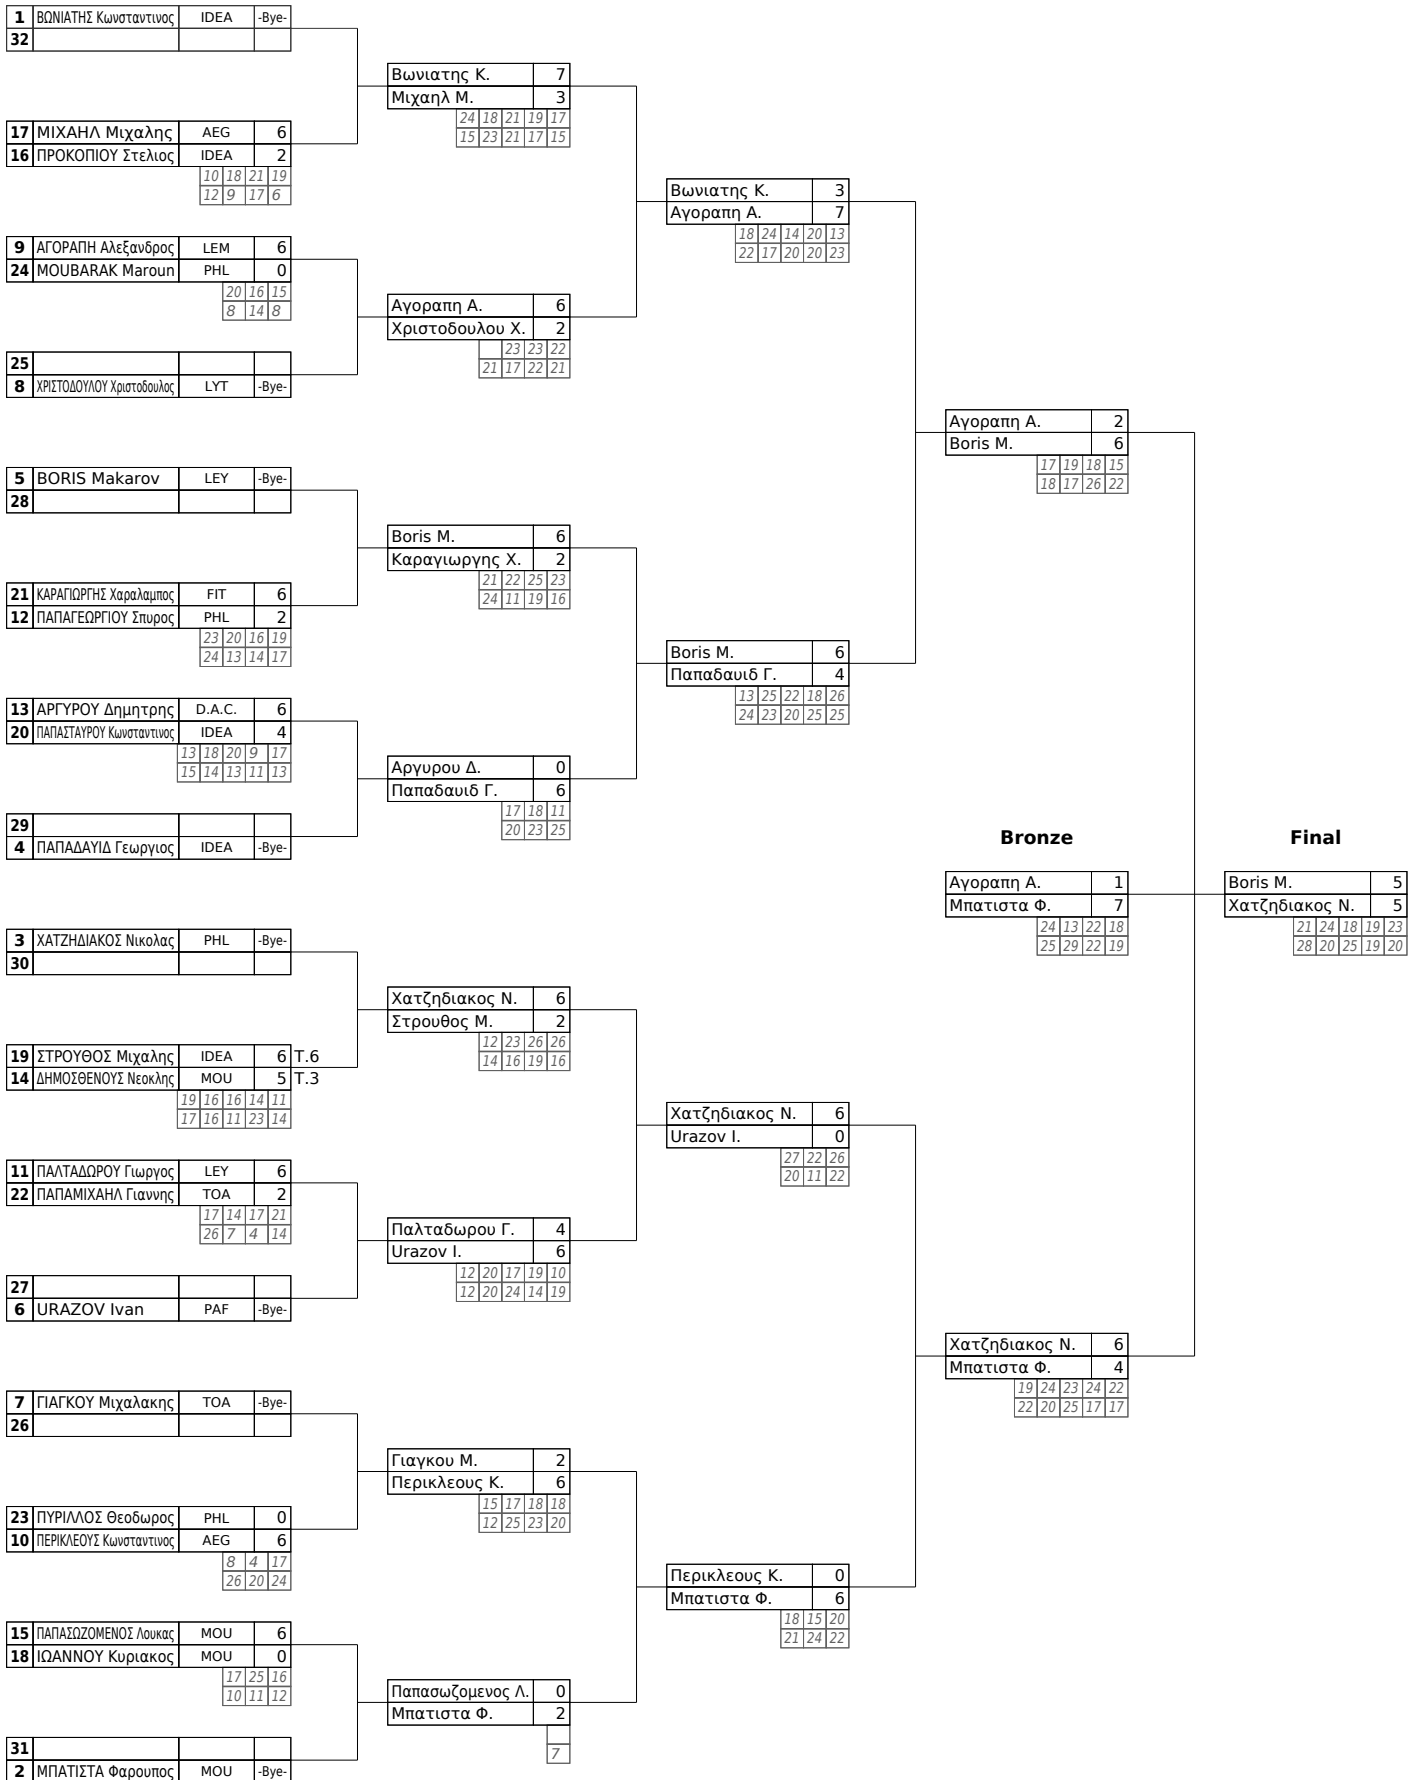 1 ΒΩΝΙΑΤΗΣ Κωνσταντινος IDEA -Bye-
32
17 ΜΙΧΑΗΛ Μιχαλης AEG 6
16 ΠΡΟΚΟΠΙΟΥ Στελιος IDEA 2
10 18 21 19
12 9 17 6
9 ΑΓΟΡΑΠΗ Αλεξανδρος LEM 6
24 MOUBARAK Maroun PHL 0
20 16 15
8 14 8
25
8 ΧΡΙΣΤΟΔΟΥΛΟΥ Χριστοδουλος LYT -Bye-
5 BORIS Makarov LEY -Bye-
28
21 ΚΑΡΑΓΙΩΡΓΗΣ Χαραλαμπος FIT 6
12 ΠΑΠΑΓΕΩΡΓΙΟΥ Σπυρος PHL 2
23 20 16 19
24 13 14 17
13 ΑΡΓΥΡΟΥ Δημητρης D.A.C. 6
20 ΠΑΠΑΣΤΑΥΡΟΥ Κωνσταντινος IDEA 4
13 18 20 9 17
15 14 13 11 13
29
4 ΠΑΠΑΔΑΥΙΔ Γεωργιος IDEA -Bye-
3 ΧΑΤΖΗΔΙΑΚΟΣ Νικολας PHL -Bye-
30
19 ΣΤΡΟΥΘΟΣ Μιχαλης IDEA 6 T.6
14 ΔΗΜΟΣΘΕΝΟΥΣ Νεοκλης MOU 5 T.3
19 16 16 14 11
17 16 11 23 14
11 ΠΑΛΤΑΔΩΡΟΥ Γιωργος LEY 6
22 ΠΑΠΑΜΙΧΑΗΛ Γιαννης TOA 2
17 14 17 21
26 7 4 14
27
6 URAZOV Ivan PAF -Bye-
7 ΓΙΑΓΚΟΥ Μιχαλακης TOA -Bye-
26
23 ΠΥΡΙΛΛΟΣ Θεοδωρος PHL 0
10 ΠΕΡΙΚΛΕΟΥΣ Κωνσταντινος AEG 6
8 4 17
26 20 24
15 ΠΑΠΑΣΩΖΟΜΕΝΟΣ Λουκας MOU 6
18 ΙΩΑΝΝΟΥ Κυριακος MOU 0
17 25 16
10 11 12
31
2 ΜΠΑΤΙΣΤΑ Φαρουπος MOU -Bye-
Βωνιατης Κ. 7
Μιχαηλ Μ. 3
24 18 21 19 17
15 23 21 17 15
Αγοραπη Α. 6
Χριστοδουλου Χ. 2
23 23 22
21 17 22 21
Boris M. 6
Καραγιωργης Χ. 2
21 22 25 23
24 11 19 16
Αργυρου Δ. 0
Παπαδαυιδ Γ. 6
17 18 11
20 23 25
Χατζηδιακος Ν. 6
Στρουθος Μ. 2
12 23 26 26
14 16 19 16
Παλταδωρου Γ. 4
Urazov I. 6
12 20 17 19 10
12 20 24 14 19
Γιαγκου Μ. 2
Περικλεους Κ. 6
15 17 18 18
12 25 23 20
Παπασωζομενος Λ. 0
Μπατιστα Φ. 2
7
Βωνιατης Κ. 3
Αγοραπη Α. 7
18 24 14 20 13
22 17 20 20 23
Boris M. 6
Παπαδαυιδ Γ. 4
13 25 22 18 26
24 23 20 25 25
Χατζηδιακος Ν. 6
Urazov I. 0
27 22 26
20 11 22
Περικλεους Κ. 0
Μπατιστα Φ. 6
18 15 20
21 24 22
Αγοραπη Α. 2
Boris M. 6
17 19 18 15
18 17 26 22
Bronze
Αγοραπη Α. 1
Μπατιστα Φ. 7
24 13 22 18
25 29 22 19
Χατζηδιακος Ν. 6
Μπατιστα Φ. 4
19 24 23 24 22
22 20 25 17 17
Final
Boris M. 5
Χατζηδιακος Ν. 5
21 24 18 19 23
28 20 25 19 20